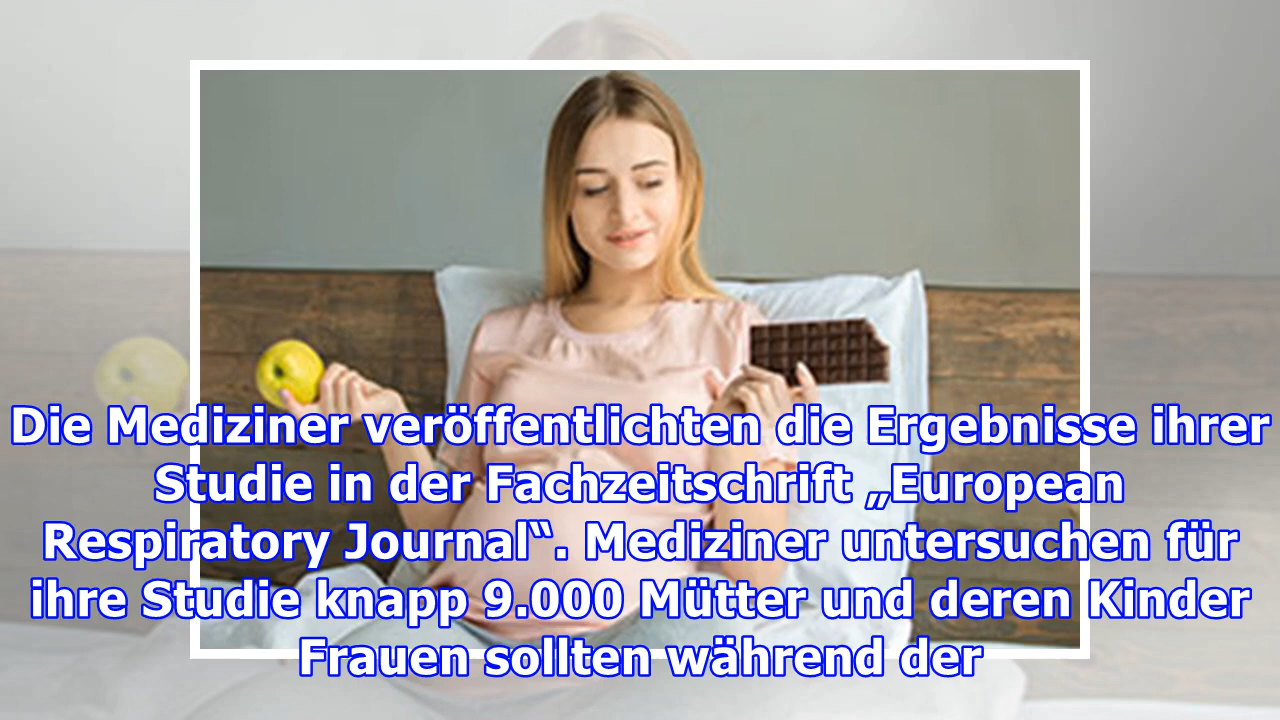 Die Mediziner veröffentlichten die Ergebnisse ihrer
Studie in der Fachzeitschrift „European
Respiratory Journal“. Mediziner untersuchen für
ihre Studie knapp 9.000 Mütter und deren Kinder
Frauen sollten während der